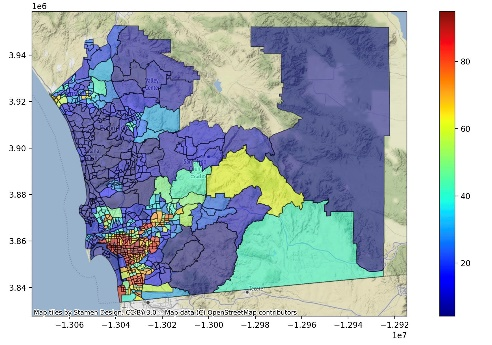 1e6
3.94
3.92
3.90
3.88
3.86
3.84
80
60
40
20
Valley
Center
Map tiles by Stamen Design, CC BY 3.0 -- Map data (C) OpenStreetMap contributors
−1.306 −1.304 −1.302 −1.300 −1.298 −1.296 −1.294 −1.292
1e7